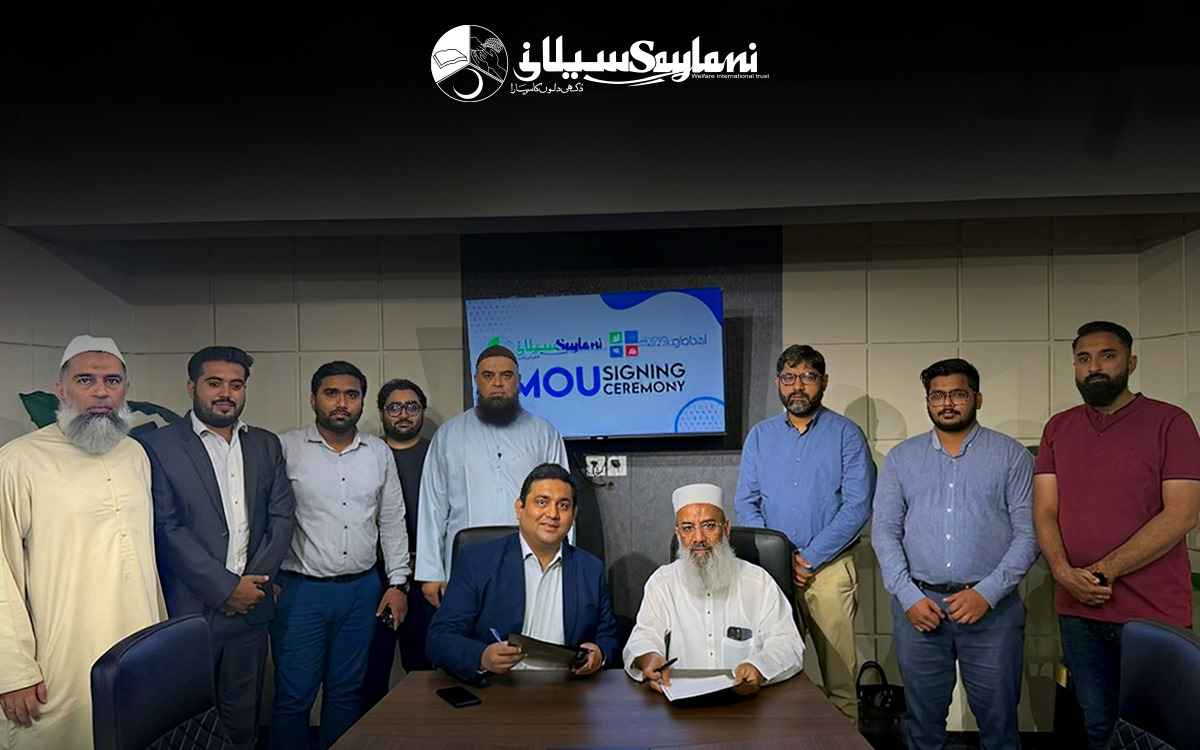 سیلانی Saylani
Welfare international trust
سیلانی Saylani
MOU SIGNING
CEREMONY